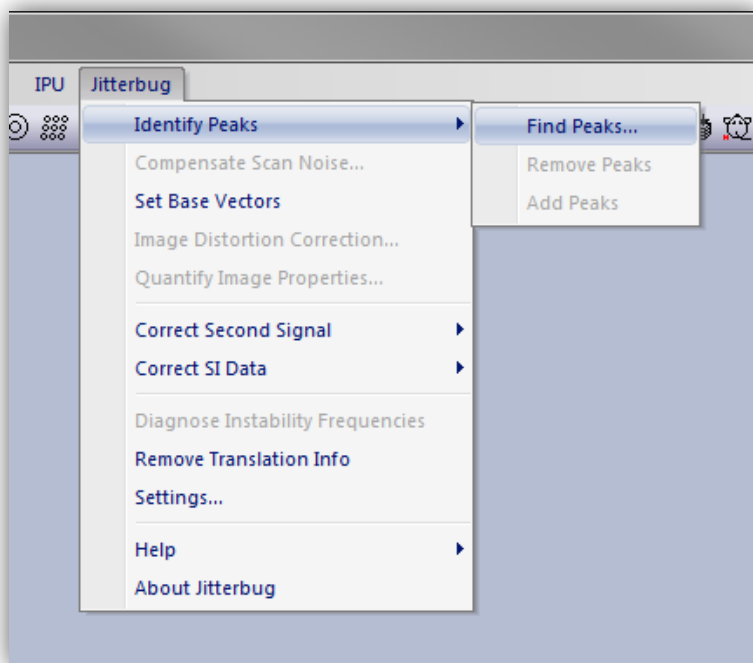 IPU Jitterbug
Identify Peaks
Find Peaks...
Compensate Scan Noise...
Remove Peaks
Set Base Vectors
Add Peaks
Image Distortion Correction...
Quantify Image Properties...
Correct Second Signal
Correct SI Data
Diagnose Instability Frequencies
Remove Translation Info
Settings...
Help
About Jitterbug